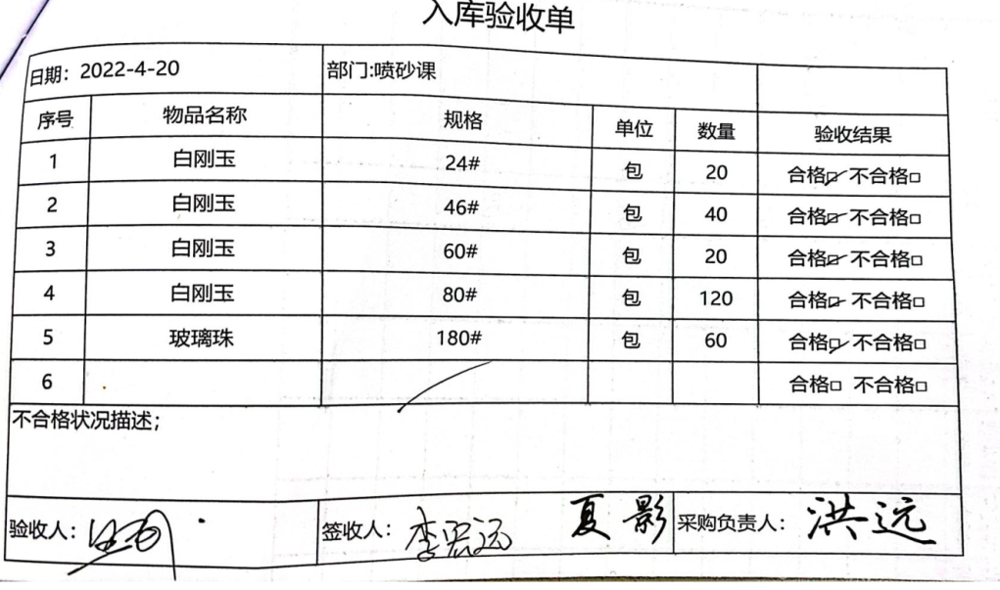 入库验收单
日期：2022-4-20 部门:喷砂课
序号 物品名称 规格 单位 数量 验收结果
1 白刚玉 24# 包 20 合格☑ 不合格□
2 白刚玉 46# 包 40 合格☑ 不合格□
3 白刚玉 60# 包 20 合格☑ 不合格□
4 白刚玉 80# 包 120 合格☑ 不合格□
5 玻璃珠 180# 包 60 合格☑ 不合格□
6 合格□ 不合格□
不合格状况描述；
验收人： 签收人：李宏运 夏影 采购负责人：洪远